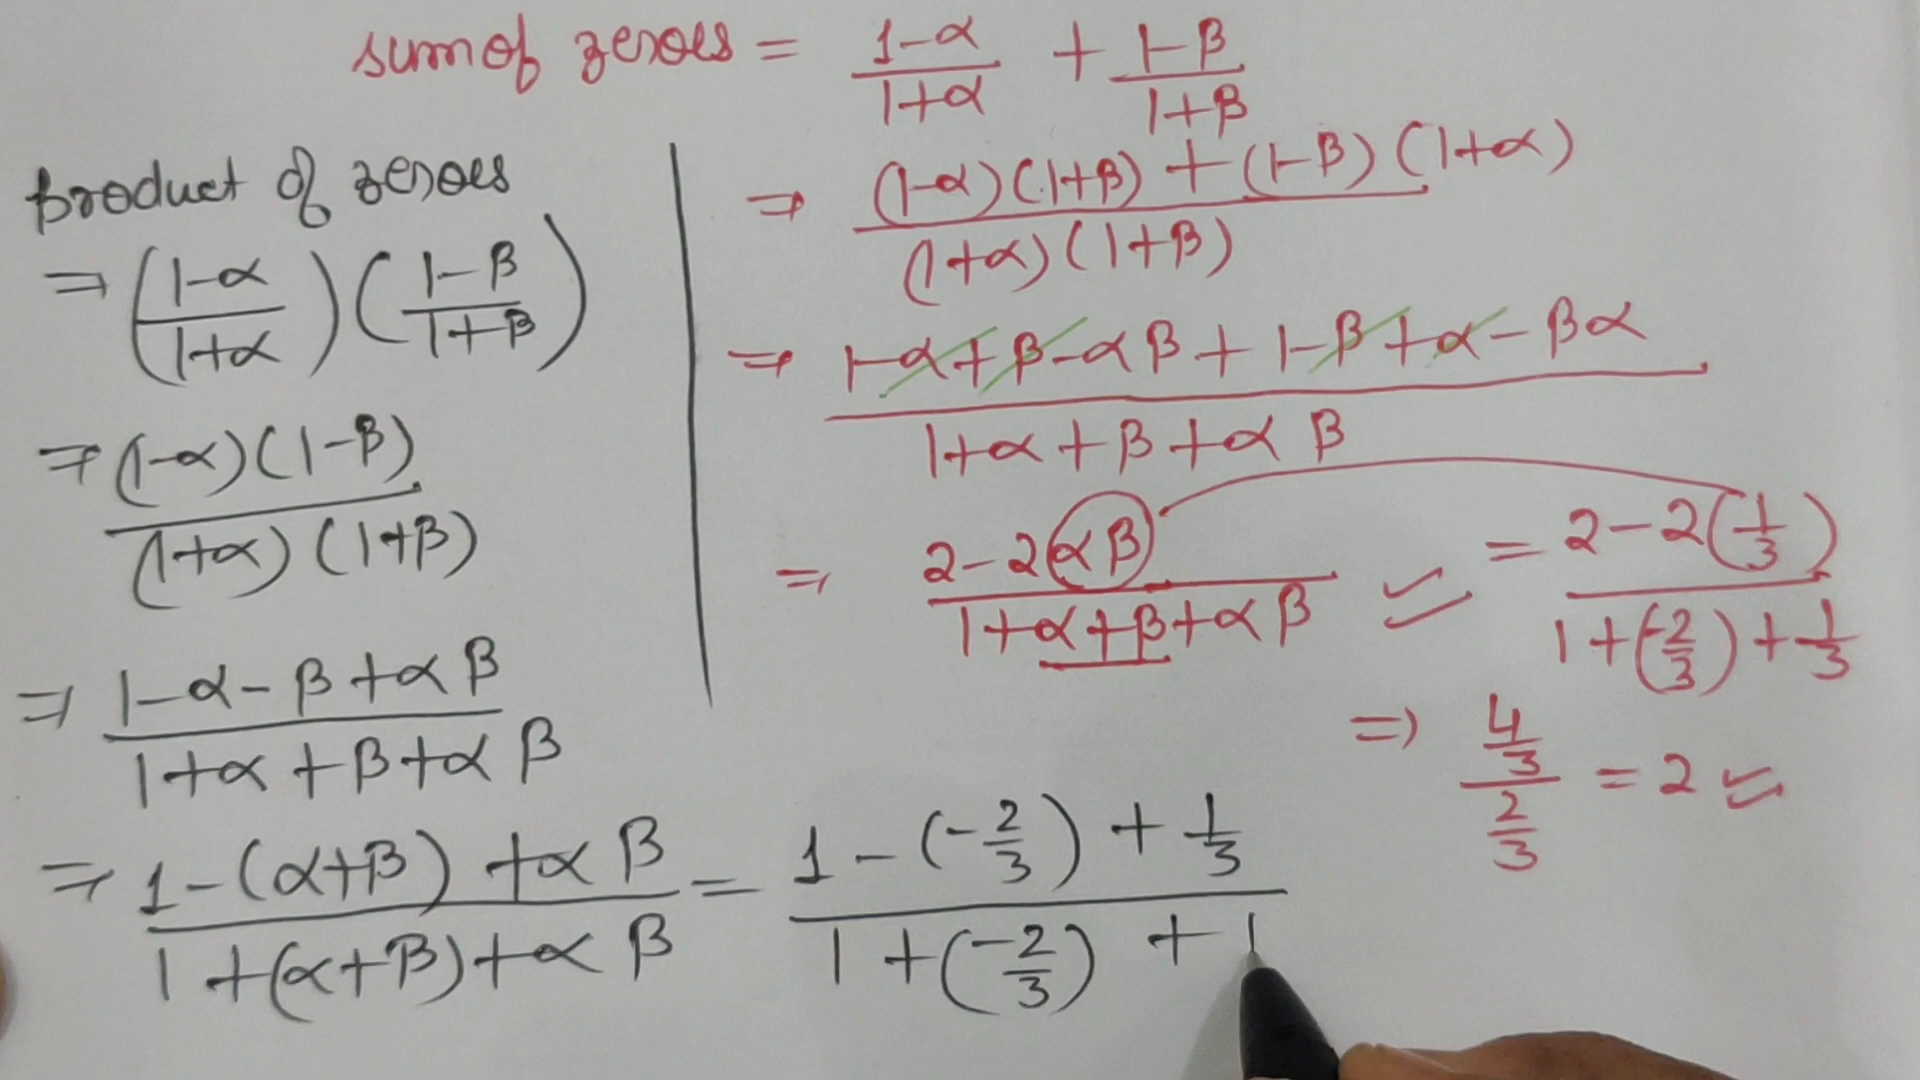 sum of zeroes = (1-α)/(1+α) + (1-β)/(1+β)
⇒ ((1-α)(1+β) + (1-β)(1+α))/((1+α)(1+β))
⇒ (1-α+β-αβ+1-β+α-βα)/(1+α+β+αβ)
⇒ (2-2αβ)/(1+α+β+αβ) = (2-2(1/3))/(1+(-2/3)+1/3)
⇒ (4/3)/(2/3) = 2
product of zeroes
⇒ ((1-α)/(1+α))((1-β)/(1+β))
⇒ ((1-α)(1-β))/((1+α)(1+β))
⇒ (1-α-β+αβ)/(1+α+β+αβ)
⇒ (1-(α+β)+αβ)/(1+(α+β)+αβ) = (1-(-2/3)+1/3)/(1+(-2/3)+1